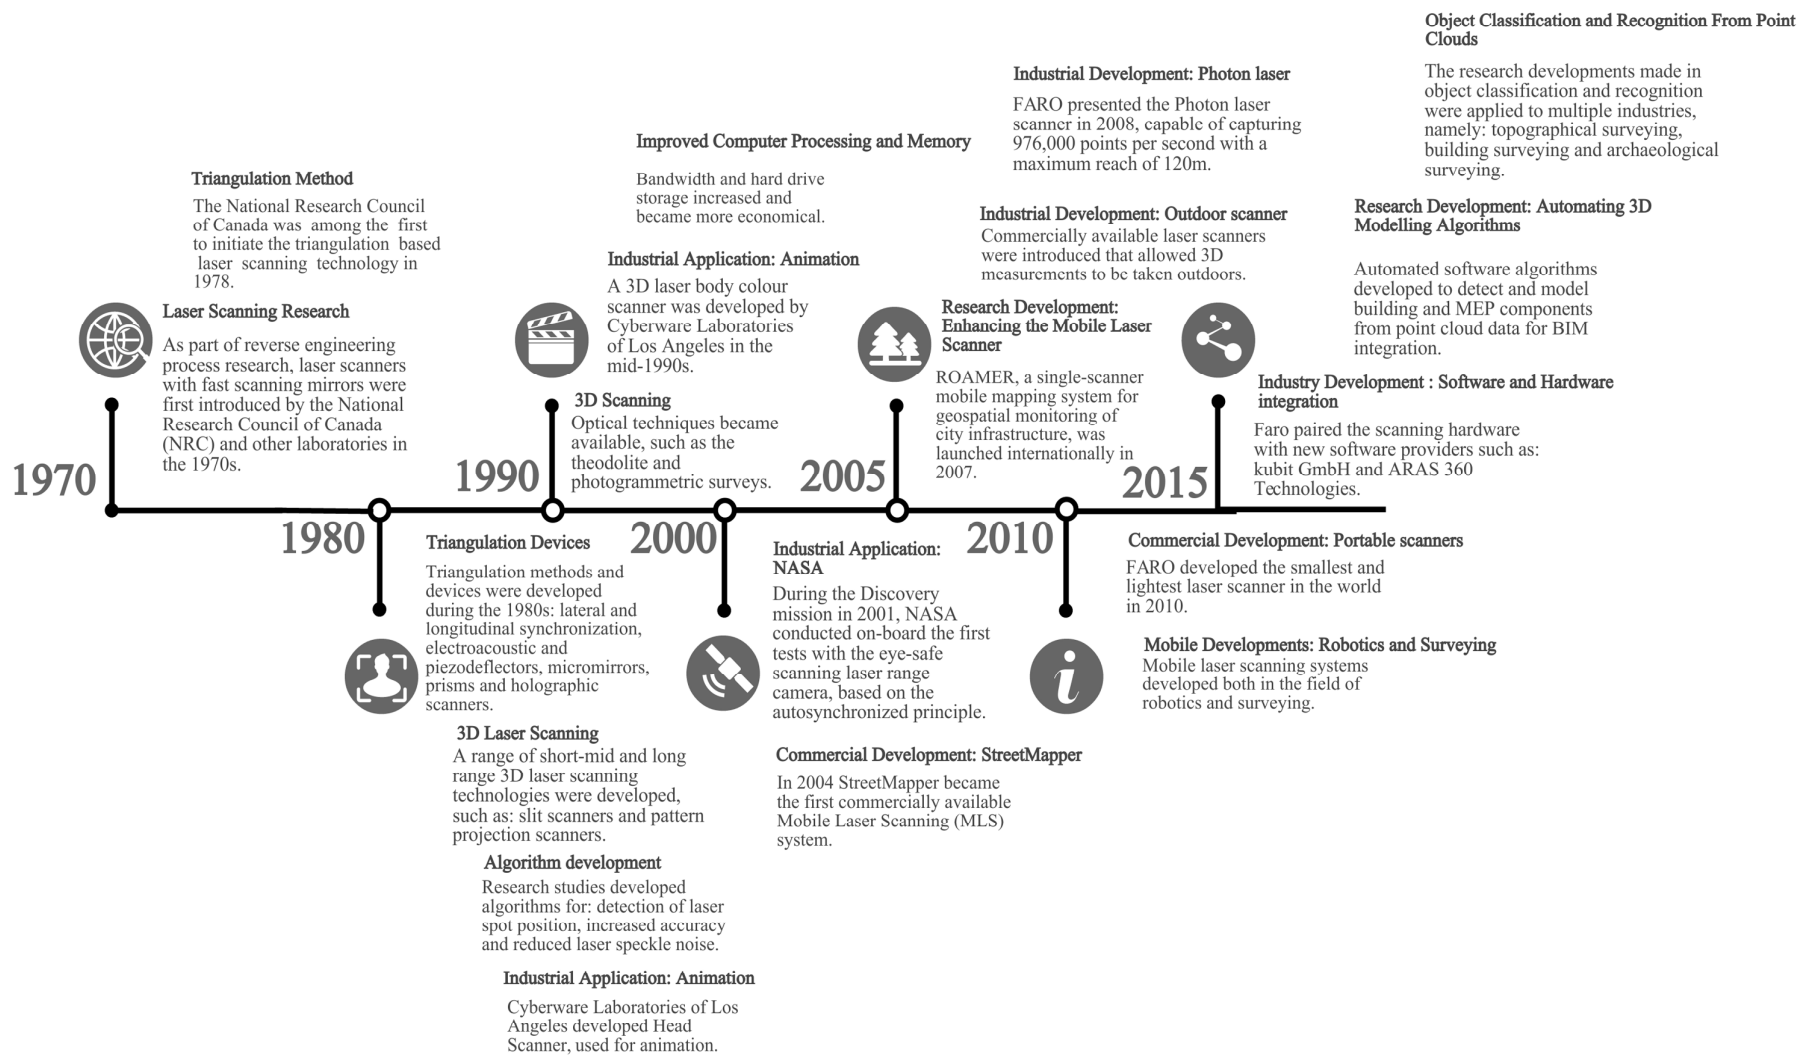 1970
Triangulation Method
The National Research Council
of Canada was among the first
to initiate the triangulation based
laser scanning technology in
1978.
Laser Scanning Research
As part of reverse engineering
process research, laser scanners
with fast scanning mirrors were
first introduced by the National
Research Council of Canada
(NRC) and other laboratories in
the 1970s.
1980
Triangulation Devices
Triangulation methods and
devices were developed
during the 1980s: lateral and
longitudinal synchronization,
electroacoustic and
piezodeflectors, micromirrors,
prisms and holographic
scanners.
3D Laser Scanning
A range of short-mid and long
range 3D laser scanning
technologies were developed,
such as: slit scanners and pattern
projection scanners.
Algorithm development
Research studies developed
algorithms for: detection of laser
spot position, increased accuracy
and reduced laser speckle noise.
Industrial Application: Animation
Cyberware Laboratories of Los
Angeles developed Head
Scanner, used for animation.
1990
Improved Computer Processing and Memory
Bandwidth and hard drive
storage increased and
became more economical.
Industrial Application: Animation
A 3D laser body colour
scanner was developed by
Cyberware Laboratories
of Los Angeles in the
mid-1990s.
3D Scanning
Optical techniques became
available, such as the
theodolite and
photogrammetric surveys.
2000
Industrial Application:
NASA
During the Discovery
mission in 2001, NASA
conducted on-board the first
tests with the eye-safe
scanning laser range
camera, based on the
autosynchronized principle.
Commercial Development: StreetMapper
In 2004 StreetMapper became
the first commercially available
Mobile Laser Scanning (MLS)
system.
2005
Industrial Development: Photon laser
FARO presented the Photon laser
scanner in 2008, capable of capturing
976,000 points per second with a
maximum reach of 120m.
Industrial Development: Outdoor scanner
Commercially available laser scanners
were introduced that allowed 3D
measurements to be taken outdoors.
Research Development:
Enhancing the Mobile Laser
Scanner
ROAMER, a single-scanner
mobile mapping system for
geospatial monitoring of
city infrastructure, was
launched internationally in
2007.
2010
Commercial Development: Portable scanners
FARO developed the smallest and
lightest laser scanner in the world
in 2010.
Mobile Developments: Robotics and Surveying
Mobile laser scanning systems
developed both in the field of
robotics and surveying.
i
2015
Object Classification and Recognition From Point
Clouds
The research developments made in
object classification and recognition
were applied to multiple industries,
namely: topographical surveying,
building surveying and archaeological
surveying.
Research Development: Automating 3D
Modelling Algorithms
Automated software algorithms
developed to detect and model
building and MEP components
from point cloud data for BIM
integration.
Industry Development : Software and Hardware
integration
Faro paired the scanning hardware
with new software providers such as:
kubit GmbH and ARAS 360
Technologies.